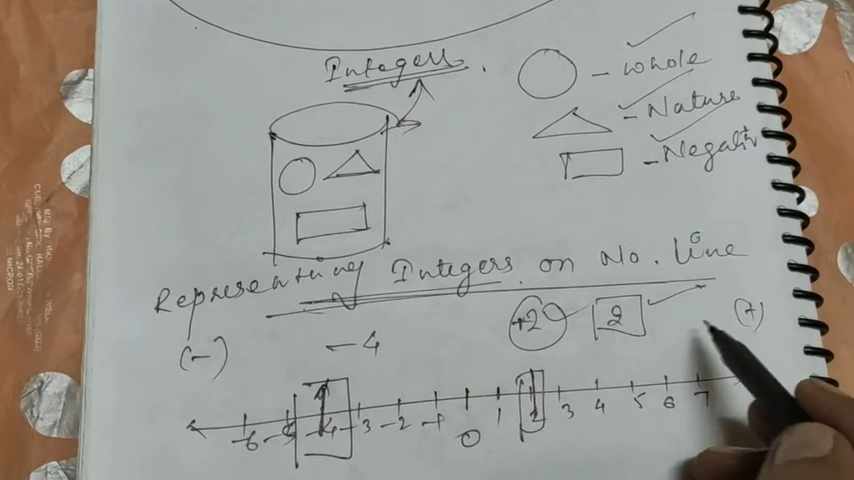 Integers.
- whole
- Nature
- Negativ
Representing Integers on No. Line
(-) -4 +2 2 (+)
-6 -5 -4 -3 -2 -1 0 1 2 3 4 5 6 7